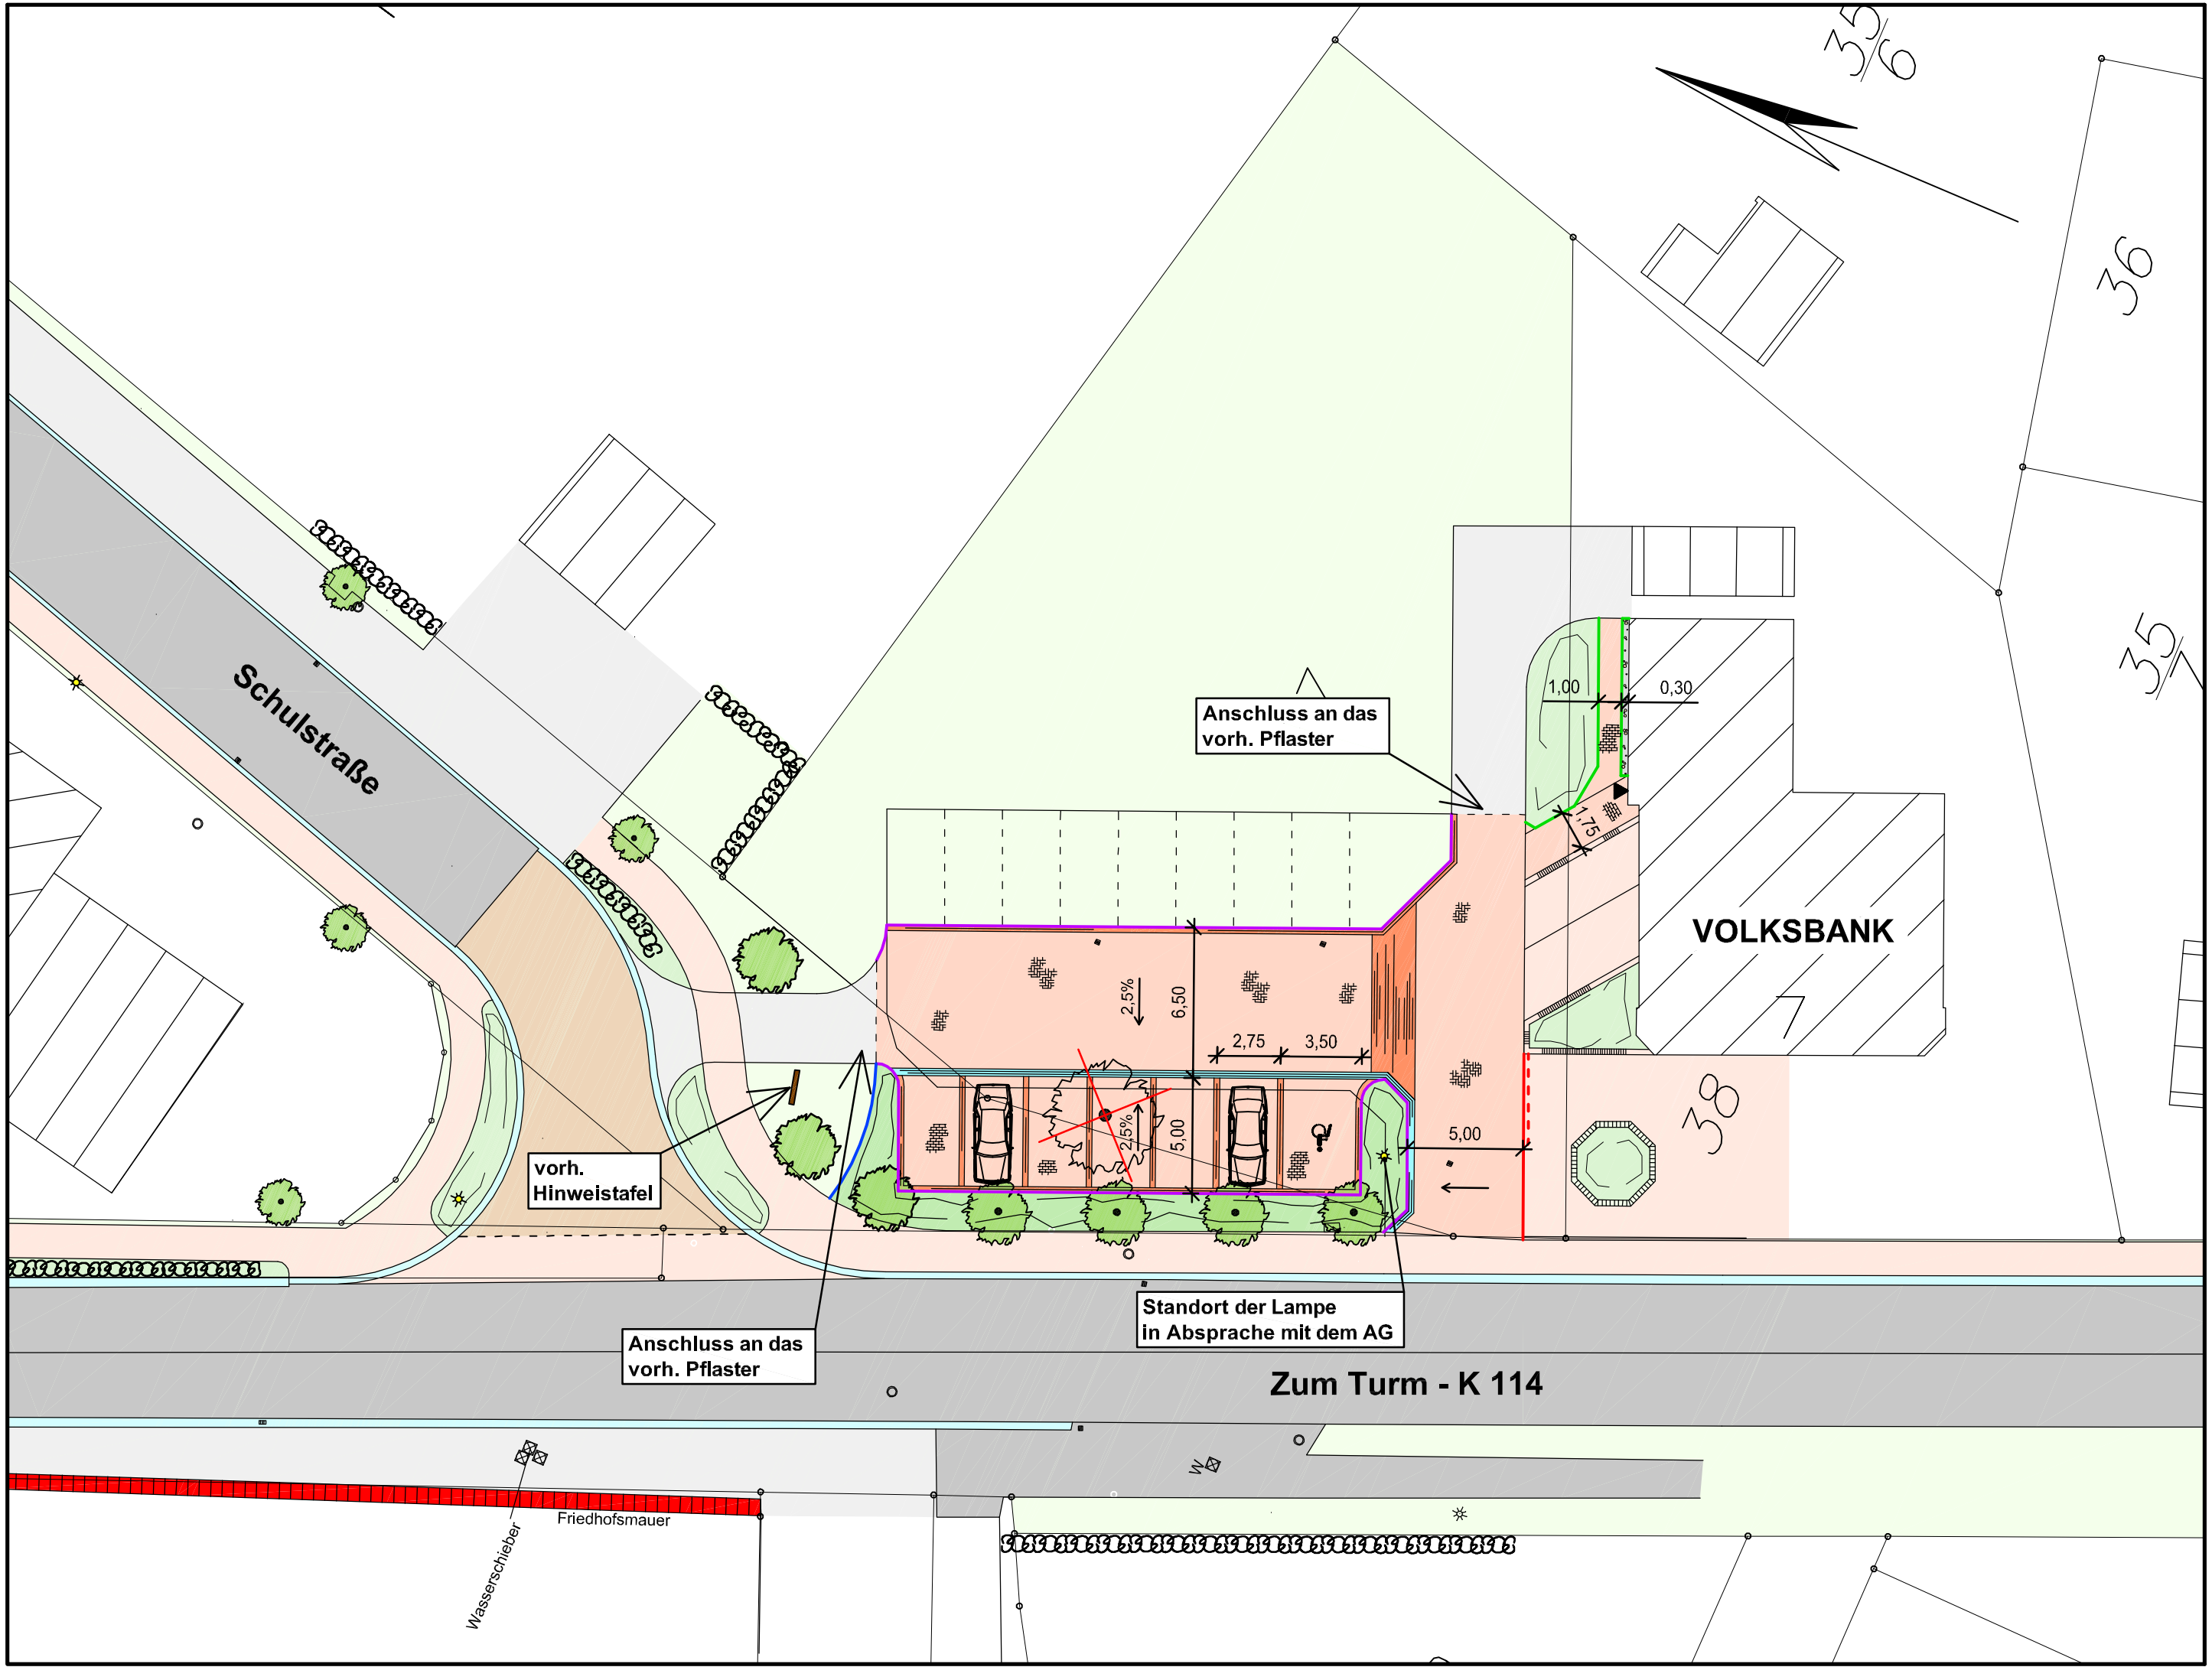 35
6
36
35
Schulstraße
Anschluss an das
vorh. Pflaster
1,00
0,30
1,75
VOLKSBANK
2,5%
6,50
2,75
3,50
2,5%
5,00
5,00
38
vorh.
Hinweistafel
Standort der Lampe
in Absprache mit dem AG
Anschluss an das
vorh. Pflaster
Zum Turm - K 114
W
Friedhofsmauer
Wasserschieber